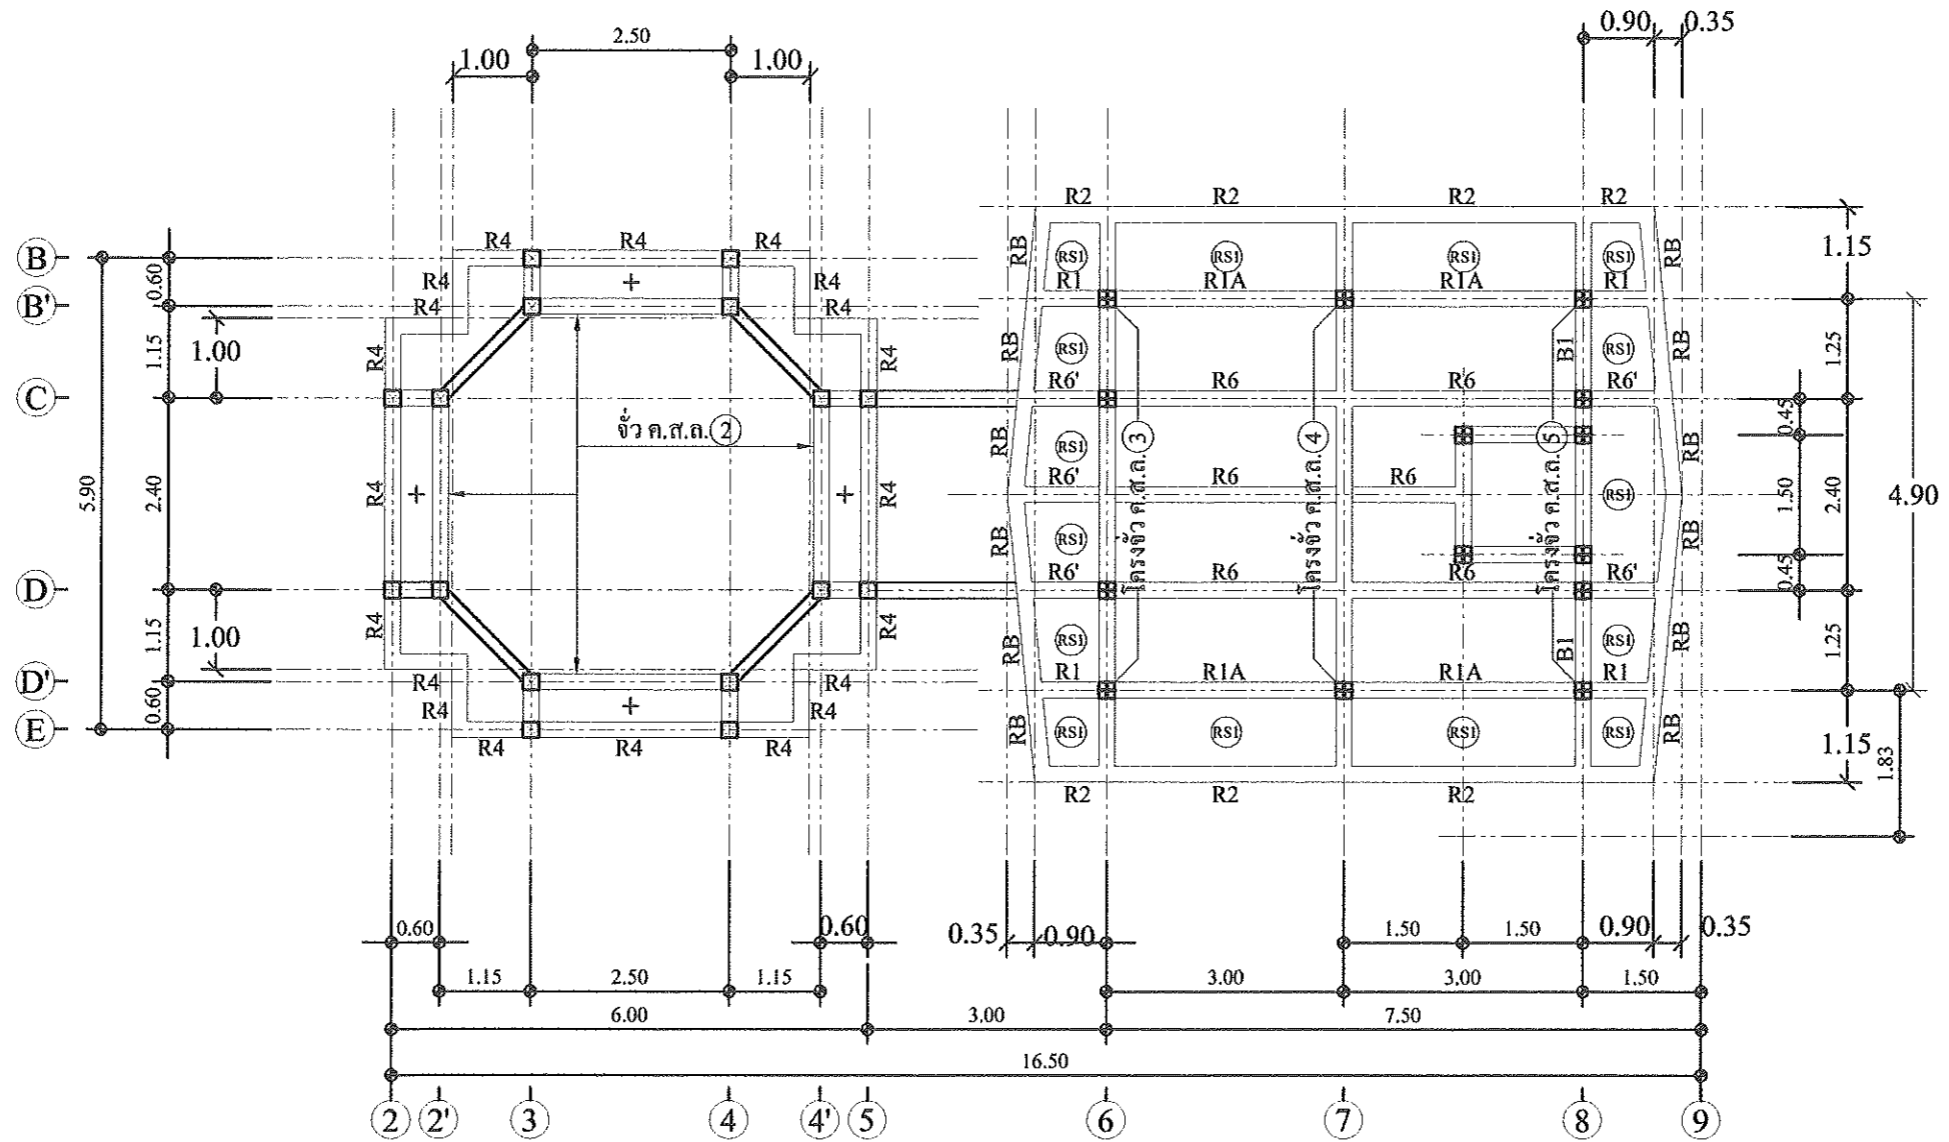 0.90 0.35
2.50
1.00 1.00
R2 R2 R2 R2
B R4 R4 R4 RB RS1 RS1 RS1 RS1 RB 1.15
0.60 R4 R4 R1 R1A R1A R1
B' R4 R4
1.15 1.00 R4 R4 RB RS1 B1 RS1 RB 1.25
C R6' R6 R6 R6' 0.45
จั่ว ค.ส.ล. 2 3 4 5
RB RS1 RB
5.90 2.40 R4 R4 R6' R6 R6 RS1 1.50 2.40 4.90
โครงจั่ว ค.ส.ล. โครงจั่ว ค.ส.ล. โครงจั่ว ค.ส.ล.
RB RS1 RB
D R6' R6 R6 R6' 0.45
1.15 1.00 R4 R4 RB RS1 B1 RS1 RB 1.25
D' R4 R4 R1 R1A R1A R1
0.60 R4 R4
E R4 R4 R4 RB RS1 RS1 RS1 RS1 RB 1.15 1.83
R2 R2 R2
0.60 0.60 0.35 0.90 1.50 1.50 0.90 0.35
1.15 2.50 1.15 3.00 3.00 1.50
6.00 3.00 7.50
16.50
2 2' 3 4 4' 5 6 7 8 9